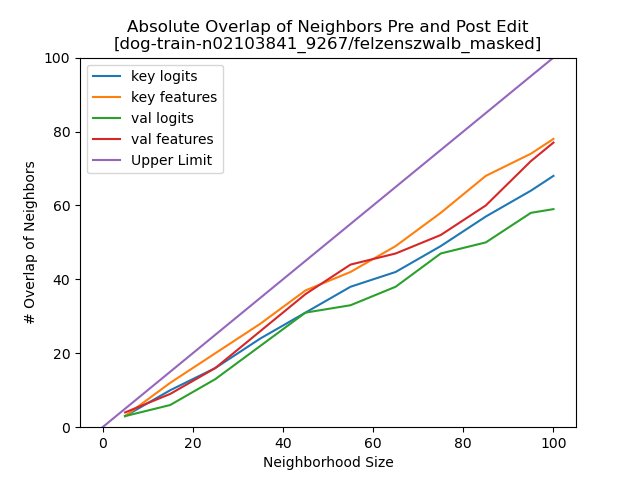 Absolute Overlap of Neighbors Pre and Post Edit
[dog-train-n02103841_9267/felzenszwalb_masked]
key logits
key features
val logits
val features
Upper Limit
# Overlap of Neighbors
100
80
60
40
20
0
0 20 40 60 80 100
Neighborhood Size